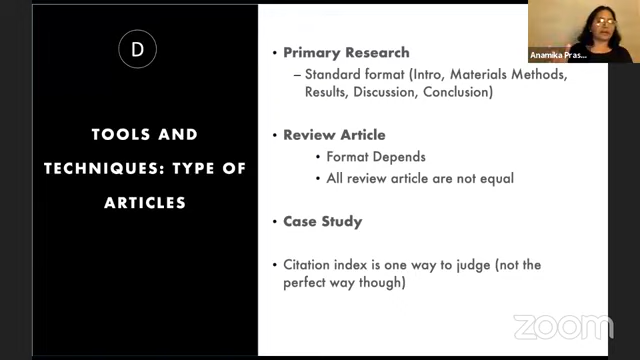 D
TOOLS AND
TECHNIQUES: TYPE OF
ARTICLES
• Primary Research
– Standard format (Intro, Materials Methods,
Results, Discussion, Conclusion)
• Review Article
• Format Depends
• All review article are not equal
• Case Study
• Citation index is one way to judge (not the
perfect way though)
Anamika Pras...
zoom